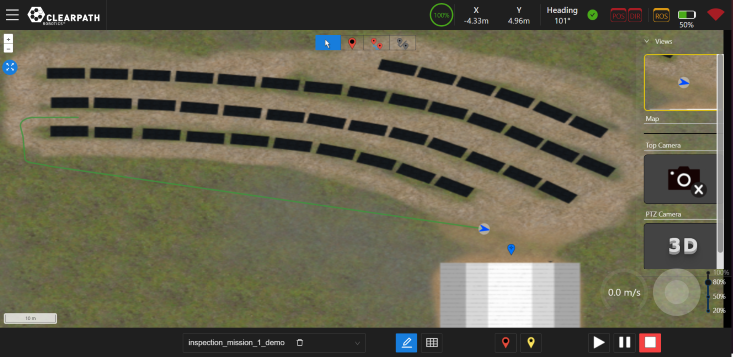 CLEARPATH
ROBOTICS
100%
X
-4.33m
Y
4.96m
Heading
101°
POS
DIR
ROS
50%
+
-
Views
Map
Top Camera
PTZ Camera
3D
0.0 m/s
100%
80%
50%
20%
10 m
inspection_mission_1_demo